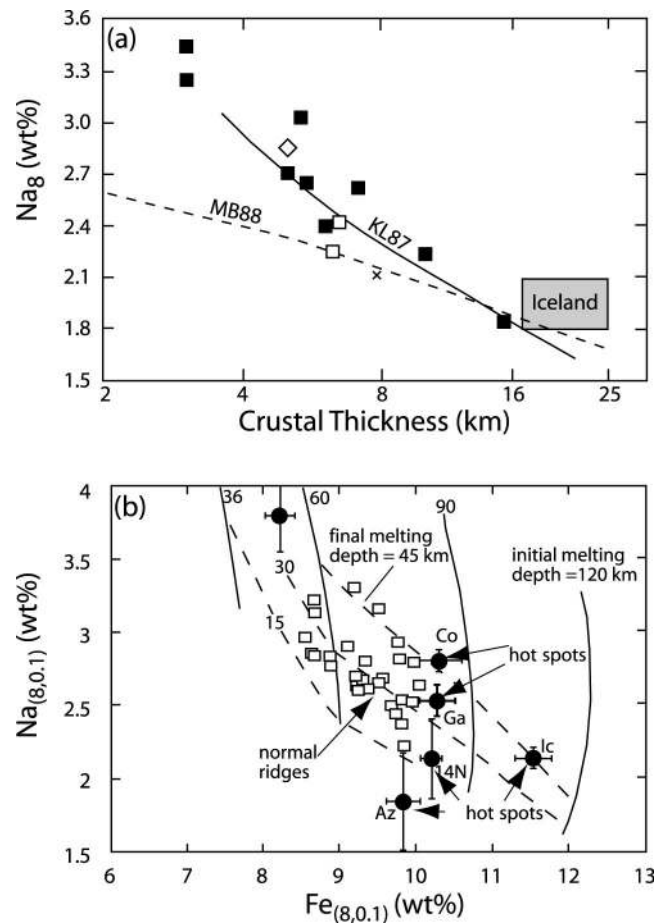 (a)
3.6
3.3
3.0
2.7
2.4
2.1
1.8
1.5
Na8 (wt%)
MB88
KL87
Iceland
×
2 4 8 16 25
Crustal Thickness (km)
(b)
4
3.5
3
2.5
2
1.5
Na(8,0.1) (wt%)
36
60
90
final melting
depth = 45 km
initial melting
depth =120 km
30
15
Co
hot spots
Ga
normal
ridges
Ic
14N
hot spots
Az
6 7 8 9 10 11 12 13
Fe(8,0.1) (wt%)